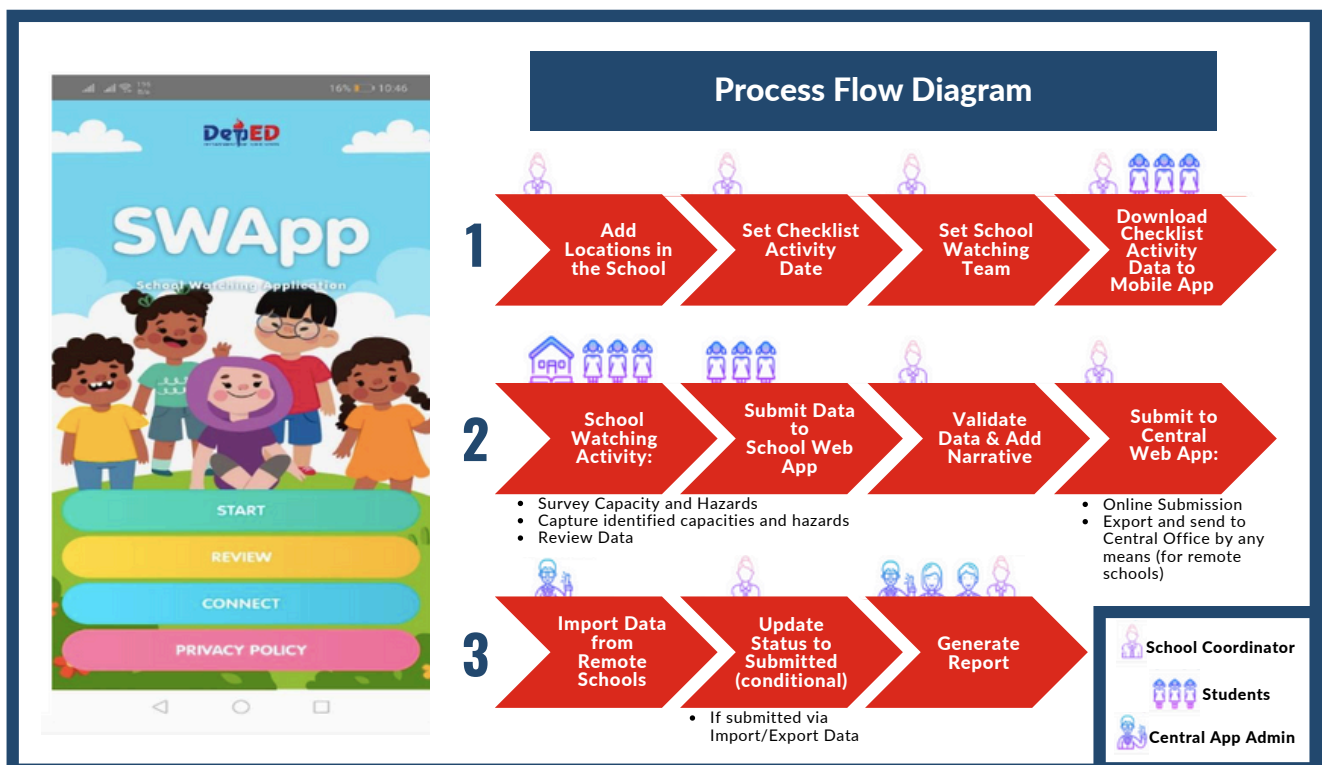 Process Flow Diagram
16% 10:46
DepED
SWApp
School Watching Application
START
REVIEW
CONNECT
PRIVACY POLICY
1
Add
Locations in
the School
Set Checklist
Activity
Date
Set School
Watching
Team
Download
Checklist
Activity
Data to
Mobile App
2
School
Watching
Activity:
Submit Data
to
School Web
App
Validate
Data & Add
Narrative
Submit to
Central
Web App:
• Survey Capacity and Hazards
• Capture identified capacities and hazards
• Review Data
• Online Submission
• Export and send to
Central Office by any
means (for remote
schools)
3
Import Data
from
Remote
Schools
Update
Status to
Submitted
(conditional)
Generate
Report
• If submitted via
Import/Export Data
School Coordinator
Students
Central App Admin